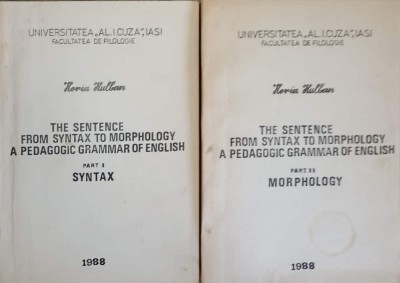 UNIVERSITATEA „AL.I.CUZA”, IASI
FACULTATEA DE FILOLOGIE
Horia Hulban
THE SENTENCE
FROM SYNTAX TO MORPHOLOGY
A PEDAGOGIC GRAMMAR OF ENGLISH
PART I
SYNTAX
1988
UNIVERSITATEA „AL.I.CUZA”, IASI
FACULTATEA DE FILOLOGIE
Horia Hulban
THE SENTENCE
FROM SYNTAX TO MORPHOLOGY
A PEDAGOGIC GRAMMAR OF ENGLISH
PART II
MORPHOLOGY
1988